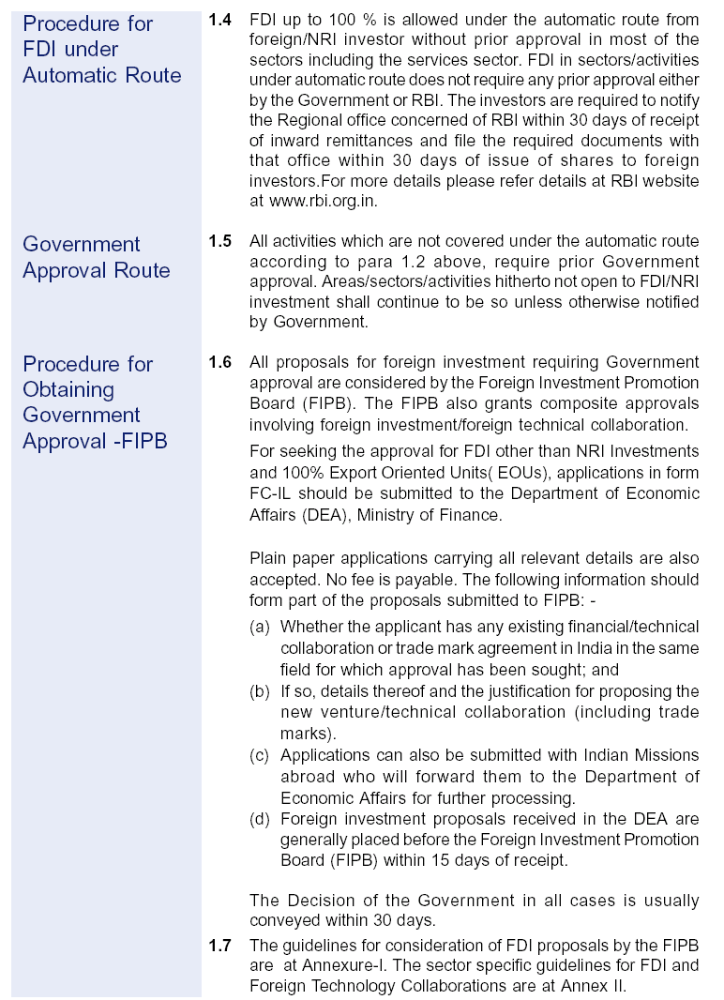 Procedure for
FDI under
Automatic Route
1.4 FDI up to 100 % is allowed under the automatic route from
foreign/NRI investor without prior approval in most of the
sectors including the services sector. FDI in sectors/activities
under automatic route does not require any prior approval either
by the Government or RBI. The investors are required to notify
the Regional office concerned of RBI within 30 days of receipt
of inward remittances and file the required documents with
that office within 30 days of issue of shares to foreign
investors.For more details please refer details at RBI website
at www.rbi.org.in.
Government
Approval Route
1.5 All activities which are not covered under the automatic route
according to para 1.2 above, require prior Government
approval. Areas/sectors/activities hitherto not open to FDI/NRI
investment shall continue to be so unless otherwise notified
by Government.
Procedure for
Obtaining
Government
Approval -FIPB
1.6 All proposals for foreign investment requiring Government
approval are considered by the Foreign Investment Promotion
Board (FIPB). The FIPB also grants composite approvals
involving foreign investment/foreign technical collaboration.
For seeking the approval for FDI other than NRI Investments
and 100% Export Oriented Units( EOUs), applications in form
FC-IL should be submitted to the Department of Economic
Affairs (DEA), Ministry of Finance.
Plain paper applications carrying all relevant details are also
accepted. No fee is payable. The following information should
form part of the proposals submitted to FIPB: -
(a) Whether the applicant has any existing financial/technical
collaboration or trade mark agreement in India in the same
field for which approval has been sought; and
(b) If so, details thereof and the justification for proposing the
new venture/technical collaboration (including trade
marks).
(c) Applications can also be submitted with Indian Missions
abroad who will forward them to the Department of
Economic Affairs for further processing.
(d) Foreign investment proposals received in the DEA are
generally placed before the Foreign Investment Promotion
Board (FIPB) within 15 days of receipt.
The Decision of the Government in all cases is usually
conveyed within 30 days.
1.7 The guidelines for consideration of FDI proposals by the FIPB
are at Annexure-I. The sector specific guidelines for FDI and
Foreign Technology Collaborations are at Annex II.